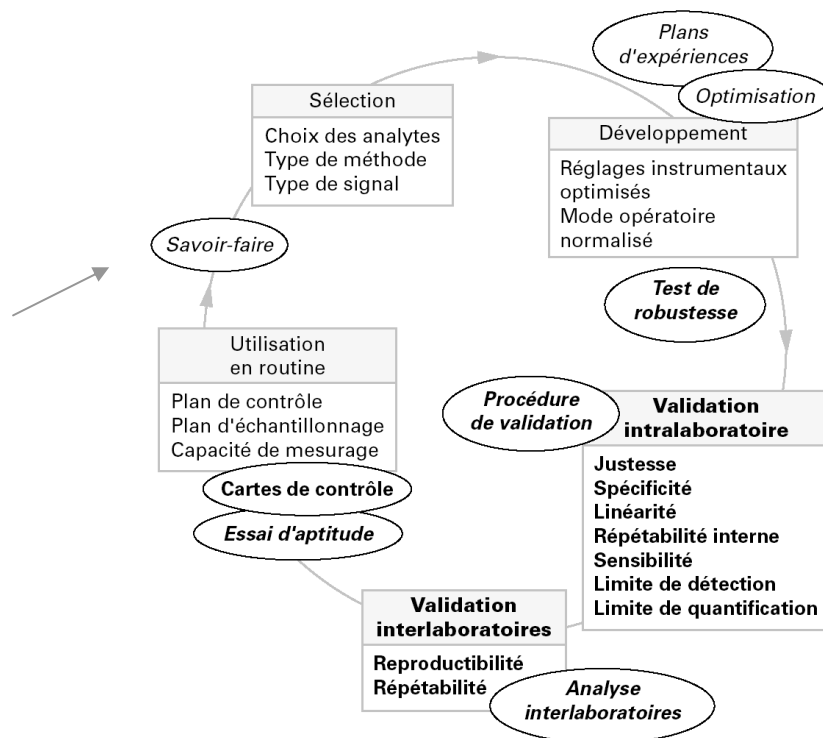 Plans
d'expériences
Optimisation
Sélection
Choix des analytes
Type de méthode
Type de signal
Développement
Réglages instrumentaux
optimisés
Mode opératoire
normalisé
Savoir-faire
Test de
robustesse
Utilisation
en routine
Plan de contrôle
Plan d'échantillonnage
Capacité de mesurage
Procédure
de validation
Validation
intralaboratoire
Justesse
Spécificité
Linéarité
Répétabilité interne
Sensibilité
Limite de détection
Limite de quantification
Cartes de contrôle
Essai d'aptitude
Validation
interlaboratoires
Reproductibilité
Répétabilité
Analyse
interlaboratoires